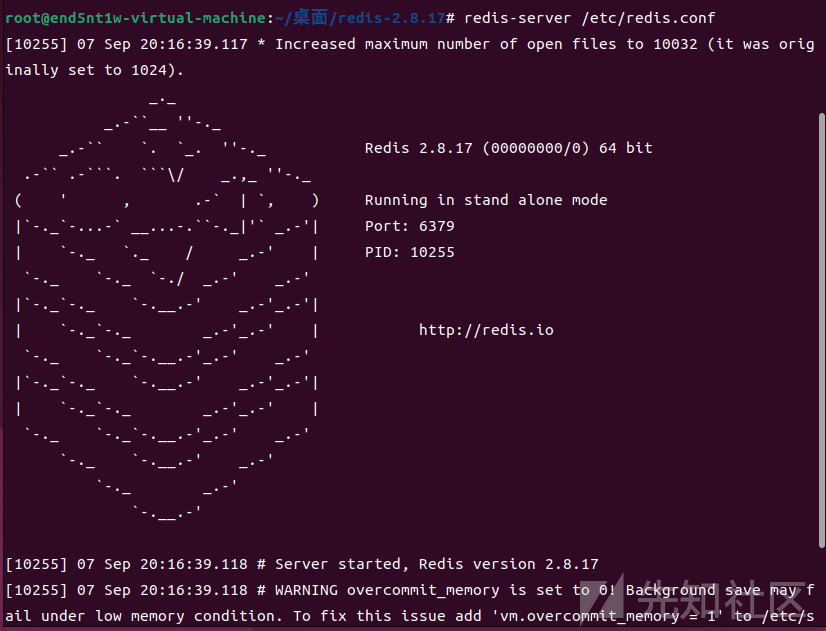 root@end5nt1w-virtual-machine:~/桌面/redis-2.8.17# redis-server /etc/redis.conf
[10255] 07 Sep 20:16:39.117 * Increased maximum number of open files to 10032 (it was orig
inally set to 1024).
Redis 2.8.17 (00000000/0) 64 bit
Running in stand alone mode
Port: 6379
PID: 10255
http://redis.io
[10255] 07 Sep 20:16:39.118 # Server started, Redis version 2.8.17
[10255] 07 Sep 20:16:39.118 # WARNING overcommit_memory is set to 0! Background save may f
ail under low memory condition. To fix this issue add 'vm.overcommit_memory = 1' to /etc/s
先知社区